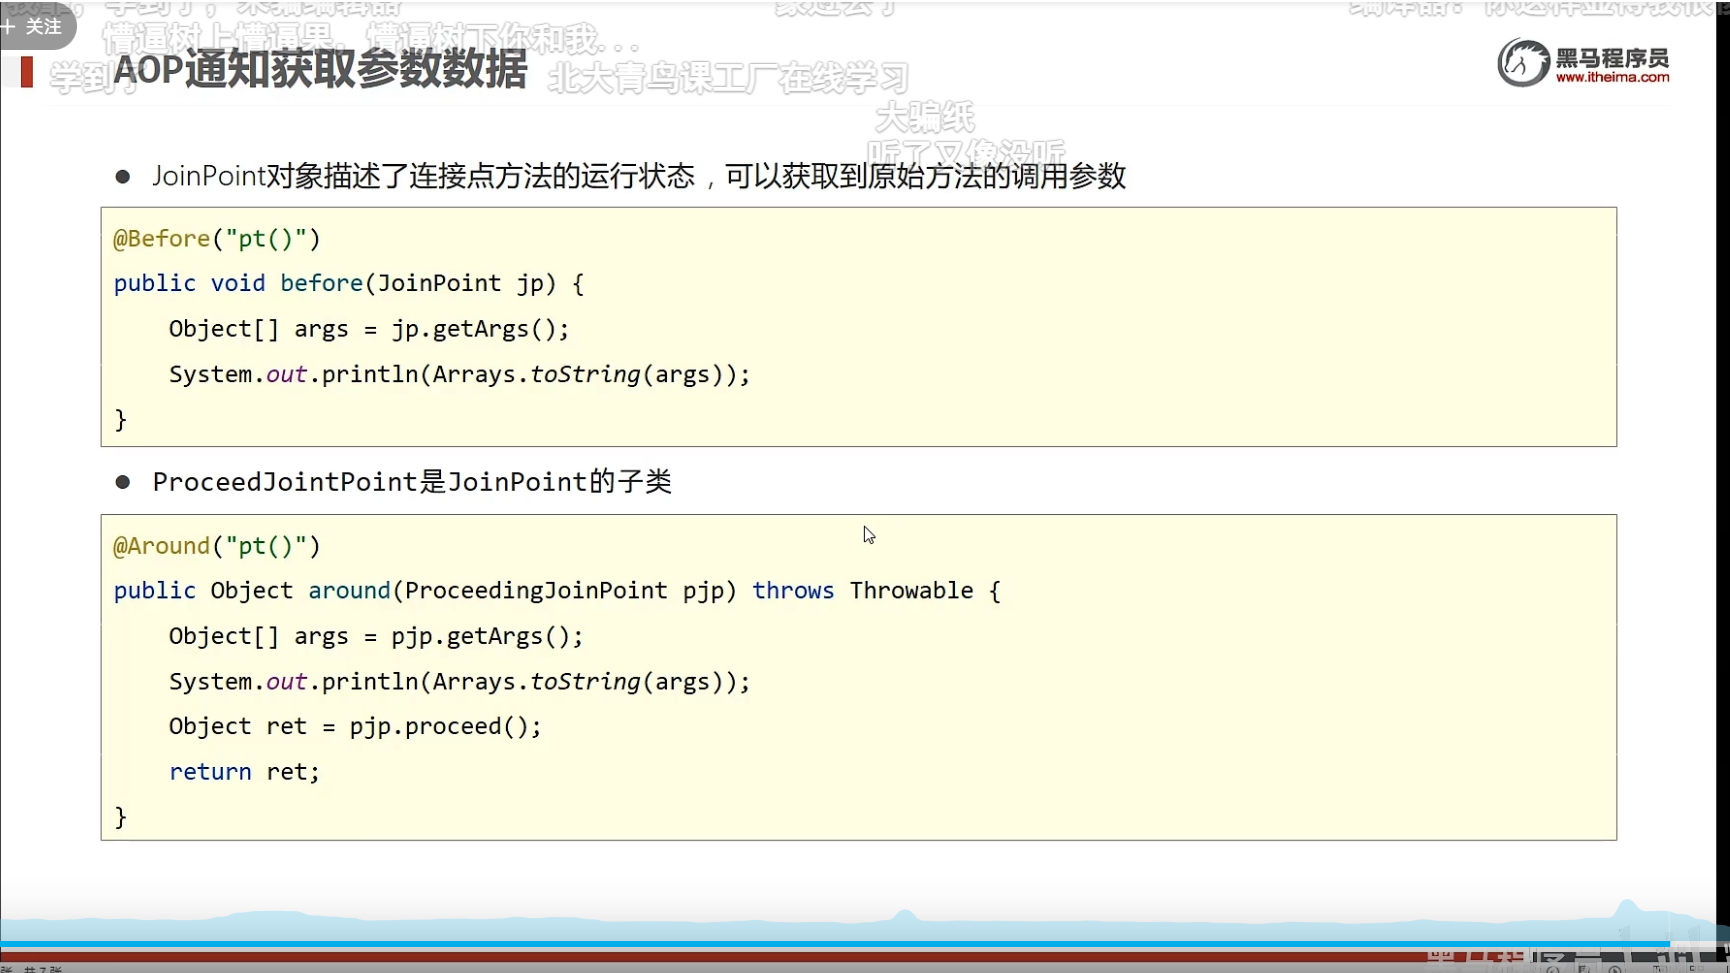 + 关注
懵逼树上懵逼果，懵逼树下你和我...
AOP通知获取参数数据
学到了
北大青鸟课工厂在线学习
黑马程序员
www.itheima.com
大骗纸
听了又像没听
● JoinPoint对象描述了连接点方法的运行状态，可以获取到原始方法的调用参数
@Before("pt()")
public void before(JoinPoint jp) {
    Object[] args = jp.getArgs();
    System.out.println(Arrays.toString(args));
}
● ProceedJointPoint是JoinPoint的子类
@Around("pt()")
public Object around(ProceedingJoinPoint pjp) throws Throwable {
    Object[] args = pjp.getArgs();
    System.out.println(Arrays.toString(args));
    Object ret = pjp.proceed();
    return ret;
}